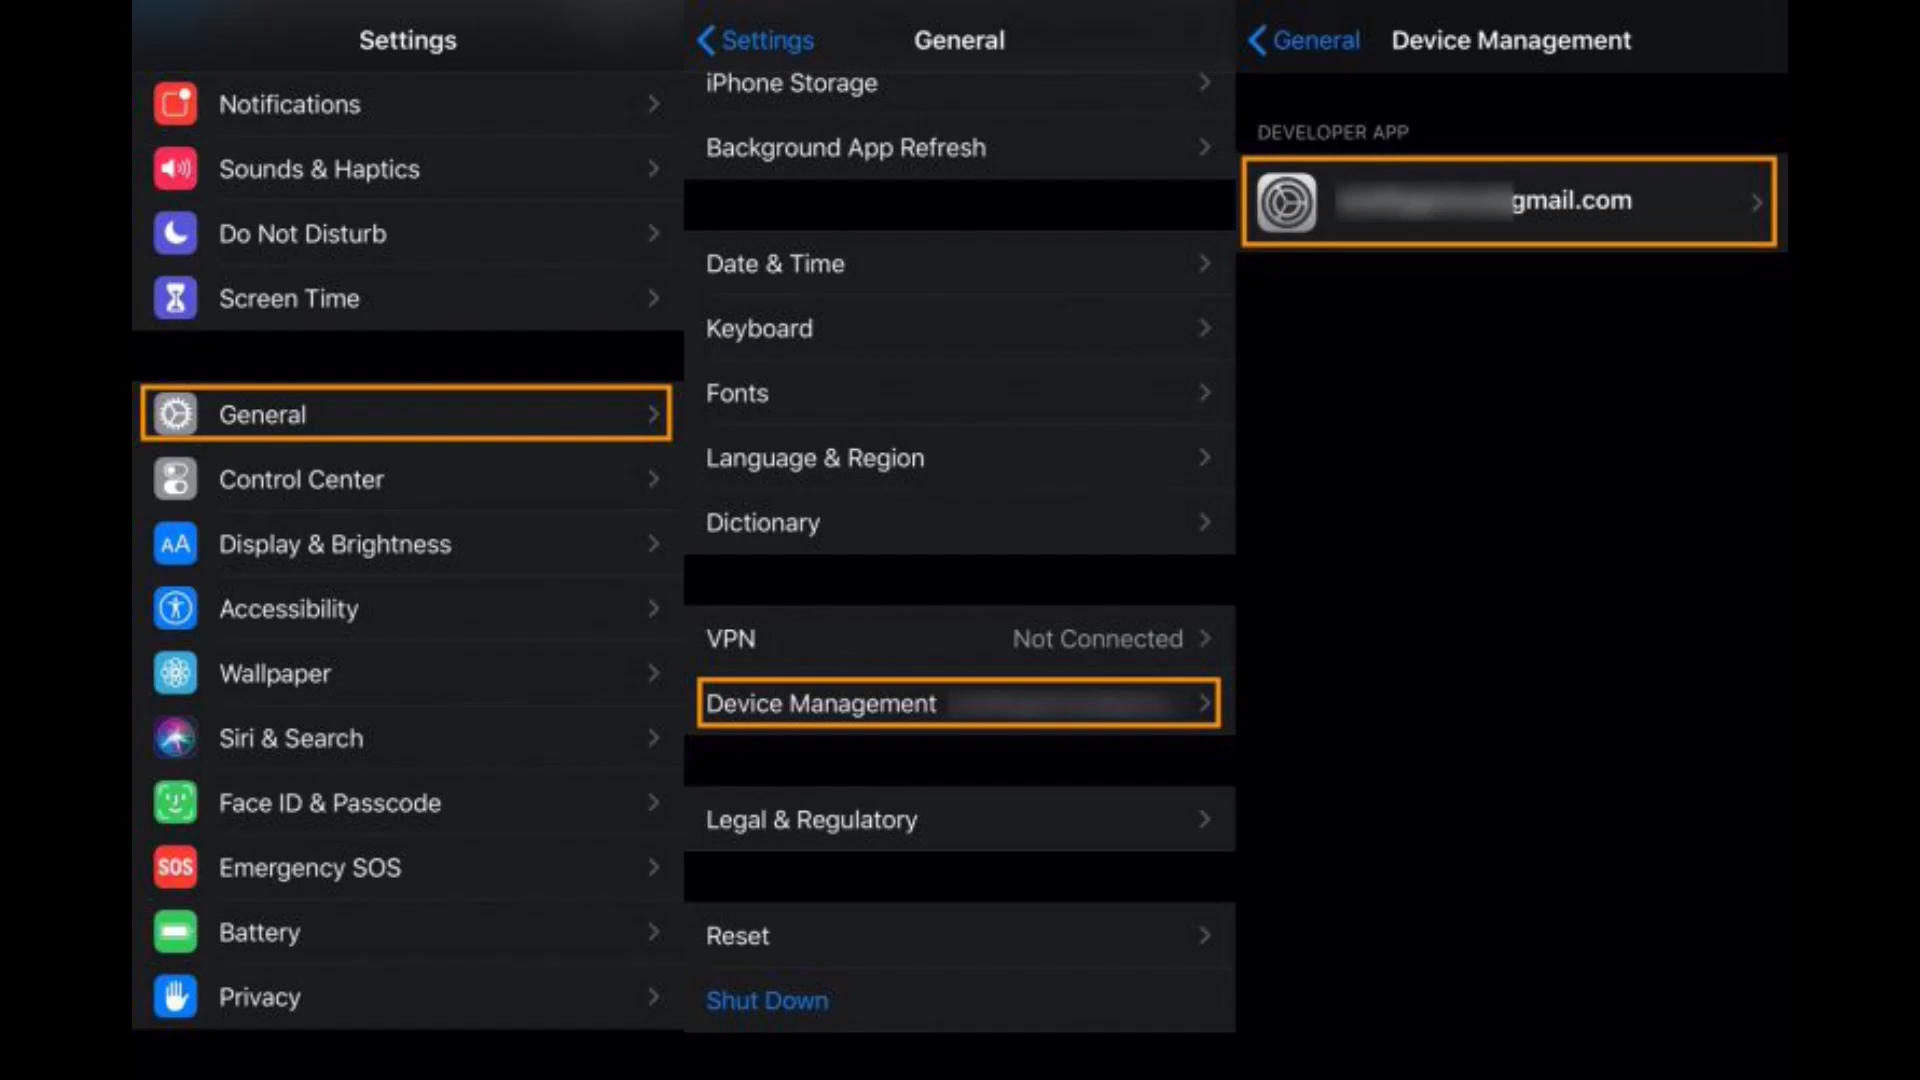 Settings
Notifications
Sounds & Haptics
Do Not Disturb
Screen Time
General
Control Center
AA
Display & Brightness
Accessibility
Wallpaper
Siri & Search
Face ID & Passcode
SOS
Emergency SOS
Battery
Privacy
Settings
General
iPhone Storage
Background App Refresh
Date & Time
Keyboard
Fonts
Language & Region
Dictionary
VPN Not Connected
Device Management
Legal & Regulatory
Reset
Shut Down
General
Device Management
DEVELOPER APP
gmail.com